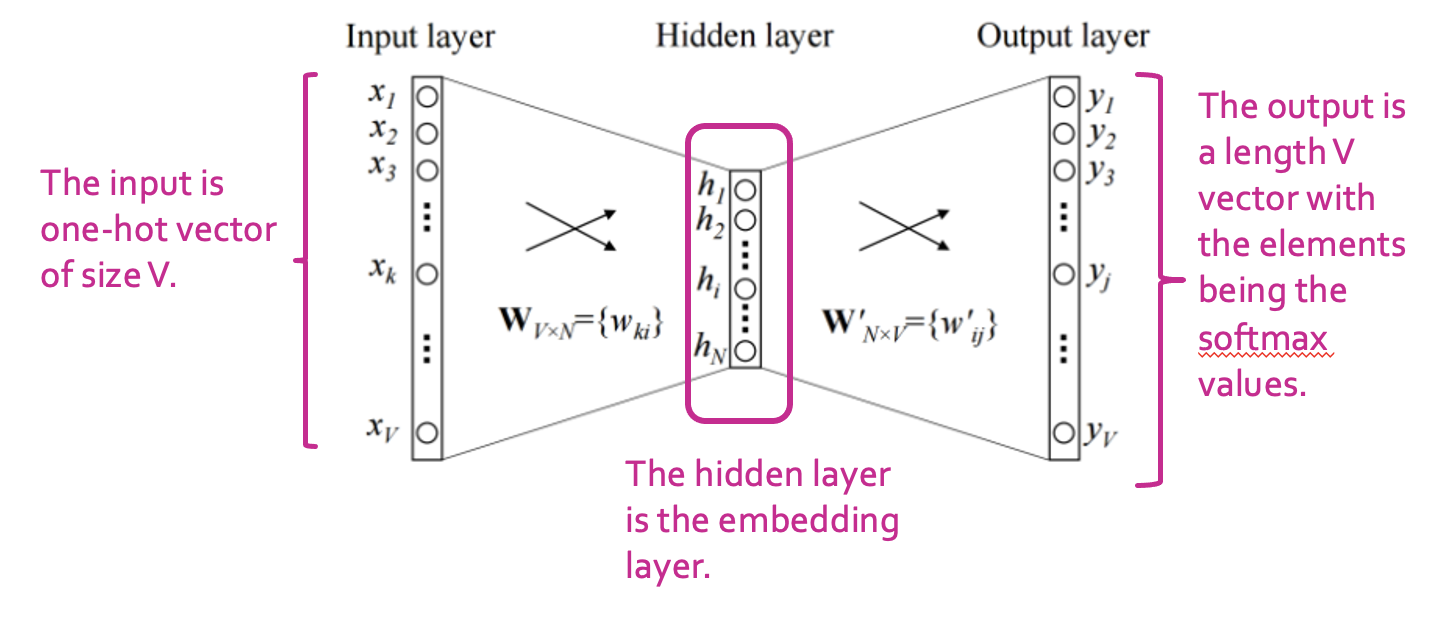 Input layer
Hidden layer
Output layer
The input is
one-hot vector
of size V.
x1
x2
x3
xk
xV
W V×N={wki}
h1
h2
hi
hN
W'N×V={w'ij}
y1
y2
y3
yj
yV
The output is
a length V
vector with
the elements
being the
softmax
values.
The hidden layer
is the embedding
layer.